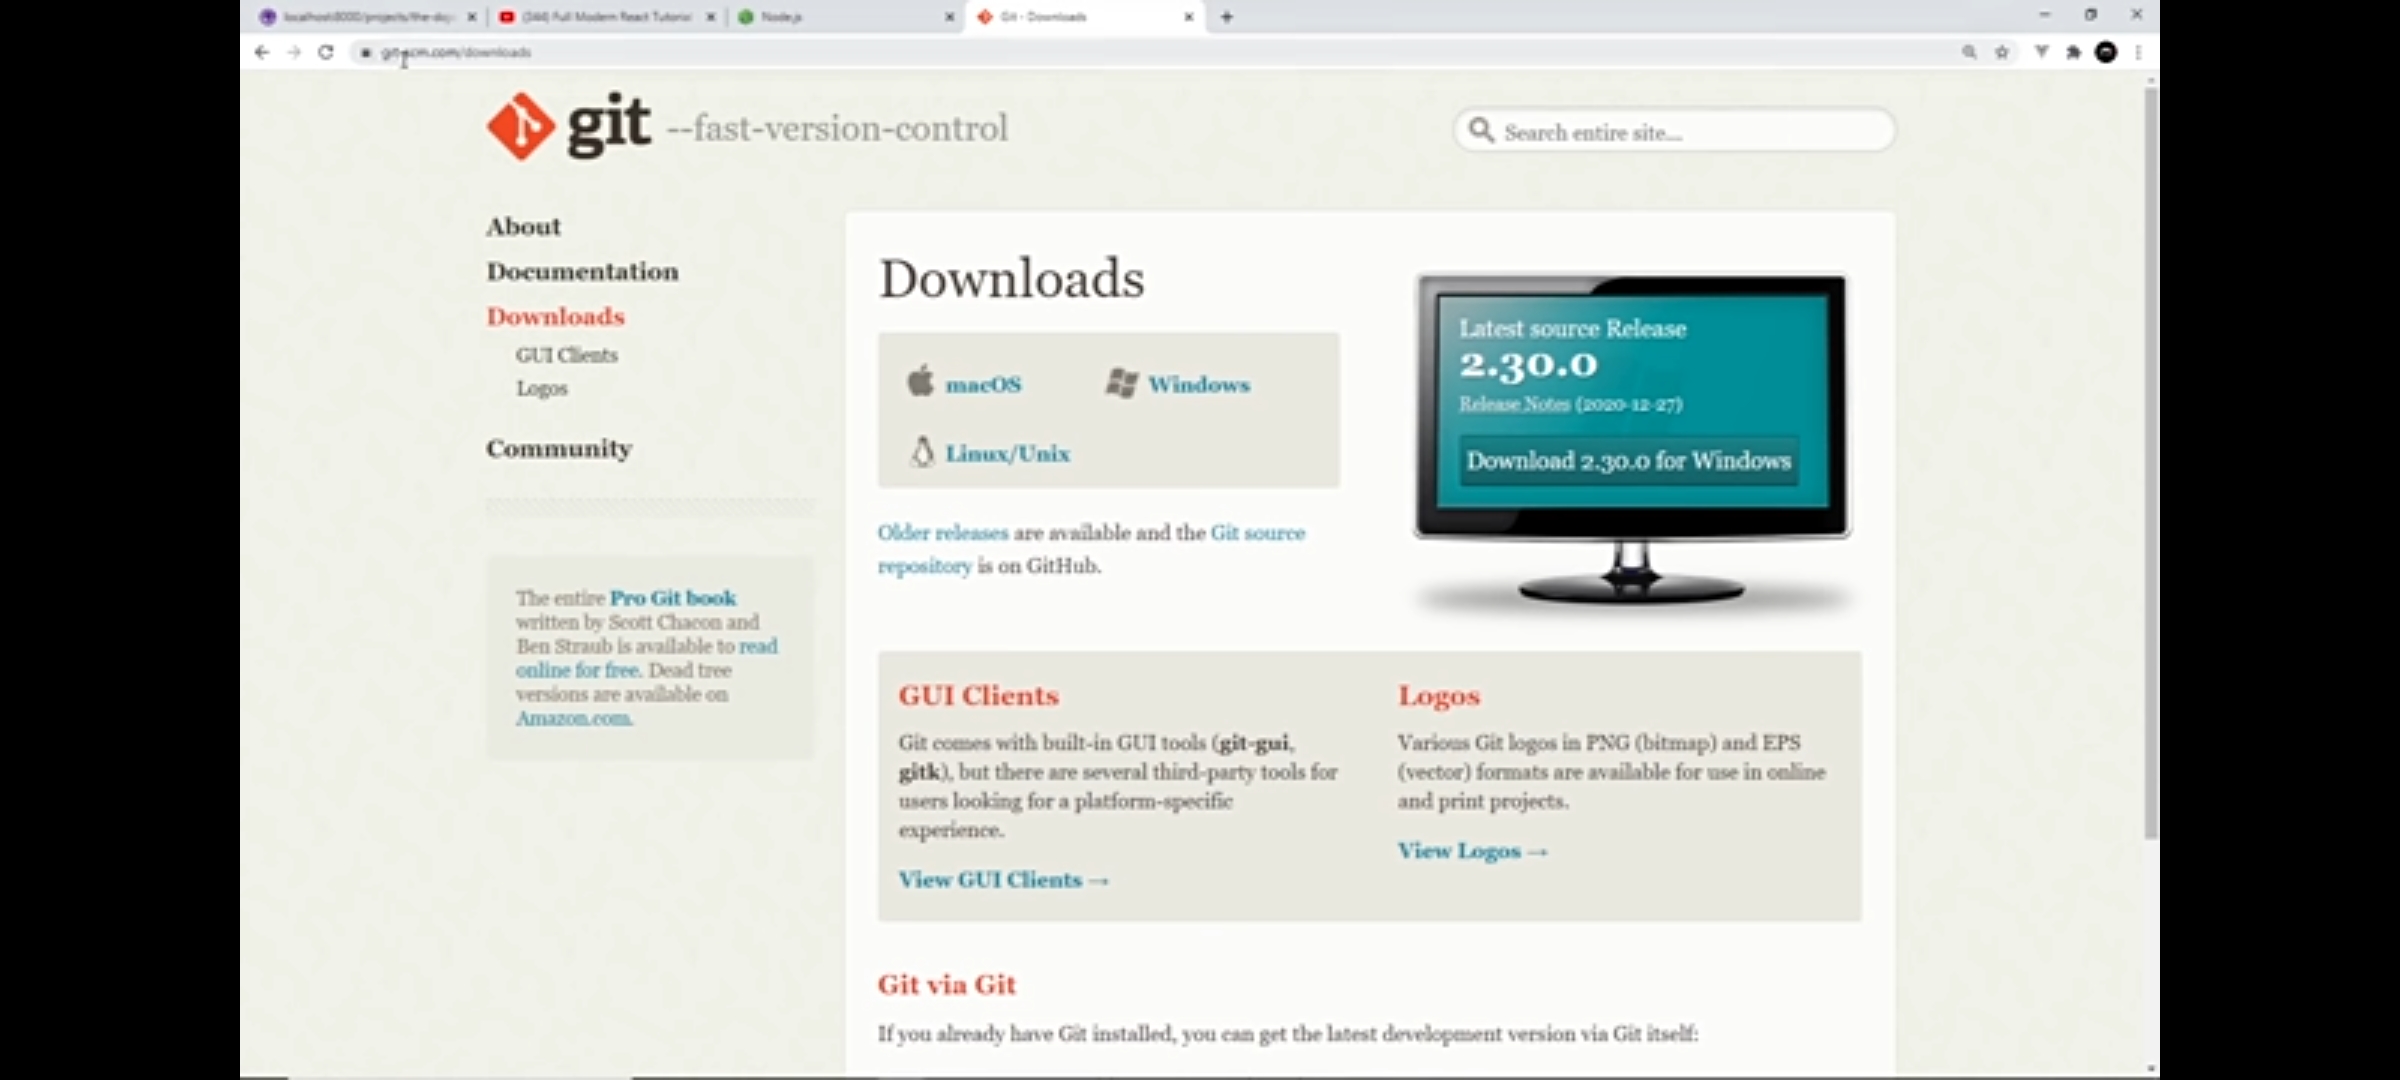 (344) Full Modern React Tutorial
Node.js
Git - Downloads
git-scm.com/downloads
git --fast-version-control
Search entire site...
About
Documentation
Downloads
GUI Clients
Logos
Community
The entire Pro Git book
written by Scott Chacon and
Ben Straub is available to read
online for free. Dead tree
versions are available on
Amazon.com.
Downloads
macOS
Windows
Linux/Unix
Older releases are available and the Git source
repository is on GitHub.
Latest source Release
2.30.0
Release Notes (2020-12-27)
Download 2.30.0 for Windows
GUI Clients
Git comes with built-in GUI tools (git-gui,
gitk), but there are several third-party tools for
users looking for a platform-specific
experience.
View GUI Clients →
Logos
Various Git logos in PNG (bitmap) and EPS
(vector) formats are available for use in online
and print projects.
View Logos →
Git via Git
If you already have Git installed, you can get the latest development version via Git itself: